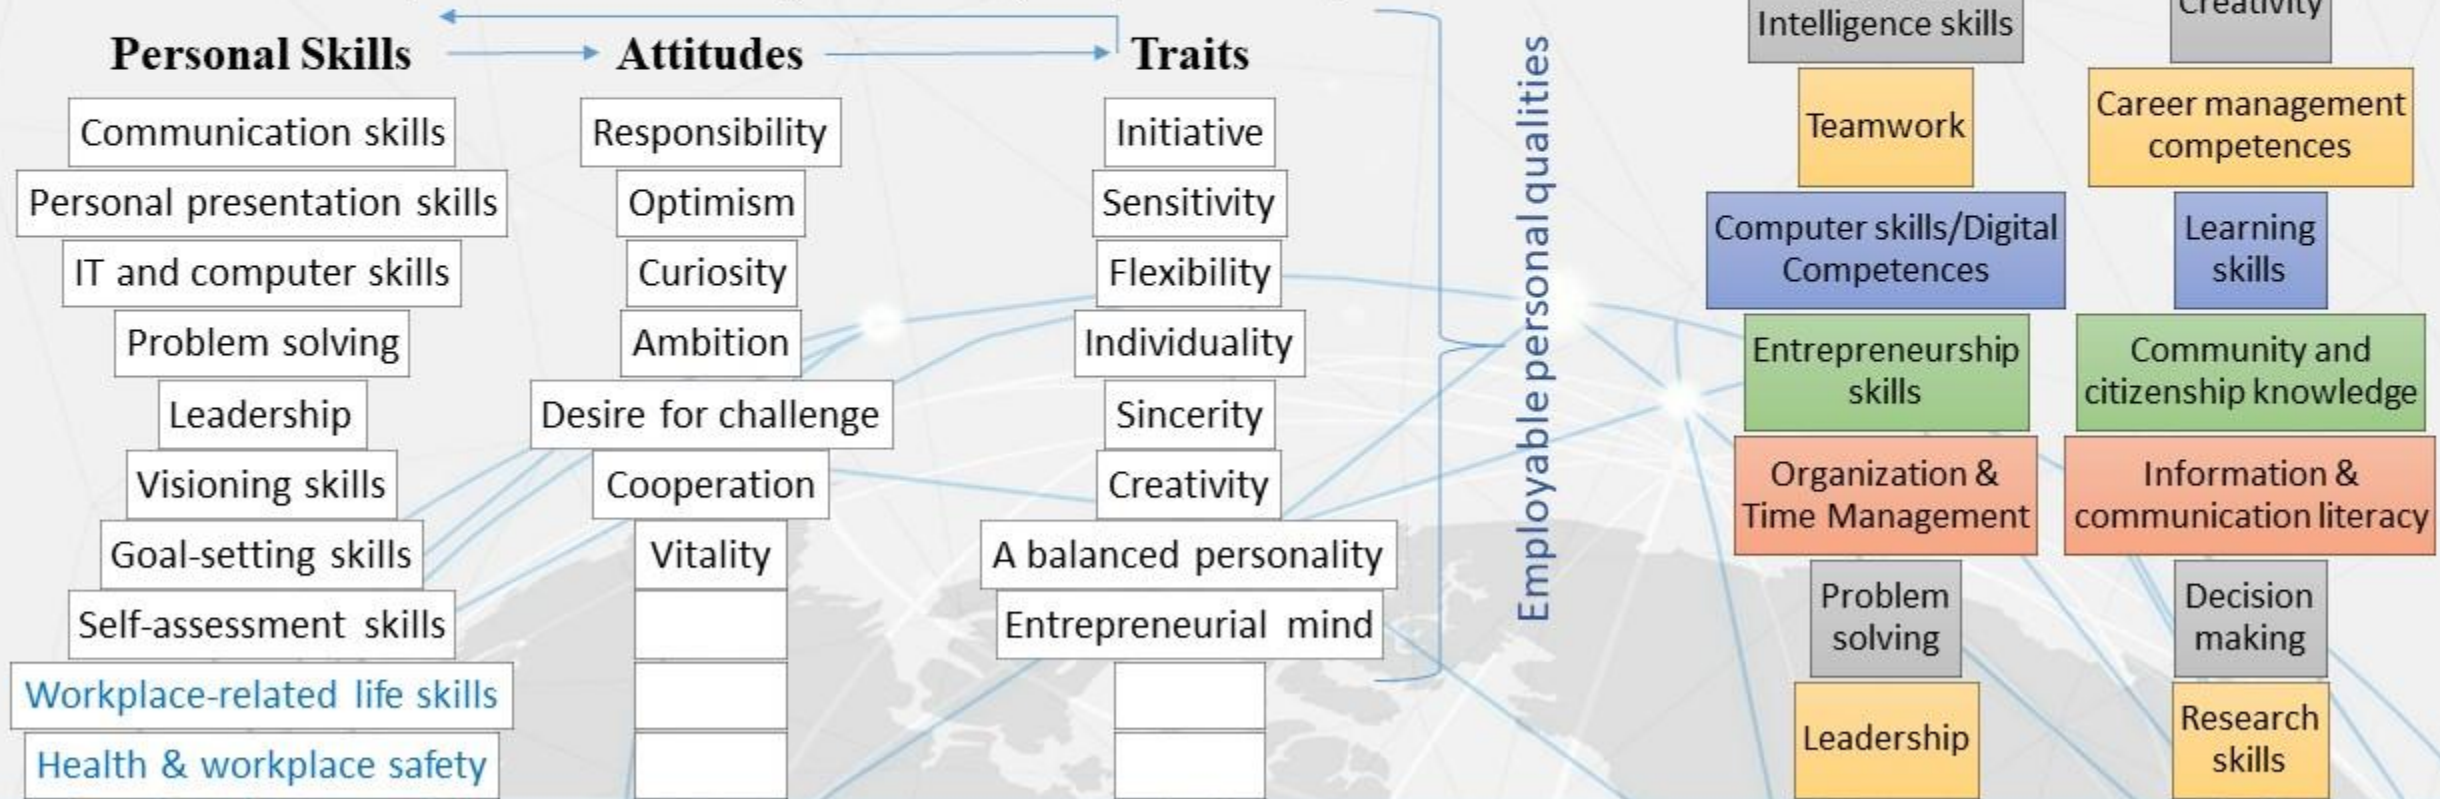 Personal Skills
Communication skills
Personal presentation skills
IT and computer skills
Problem solving
Leadership
Visioning skills
Goal-setting skills
Self-assessment skills
Workplace-related life skills
Health & workplace safety
Attitudes
Responsibility
Optimism
Curiosity
Ambition
Desire for challenge
Cooperation
Vitality
Traits
Initiative
Sensitivity
Flexibility
Individuality
Sincerity
Creativity
A balanced personality
Entrepreneurial mind
Employable personal qualities
Intelligence skills
Teamwork
Computer skills/Digital
Competences
Entrepreneurship
skills
Organization &
Time Management
Problem
solving
Leadership
Creativity
Career management
competences
Learning
skills
Community and
citizenship knowledge
Information &
communication literacy
Decision
making
Research
skills